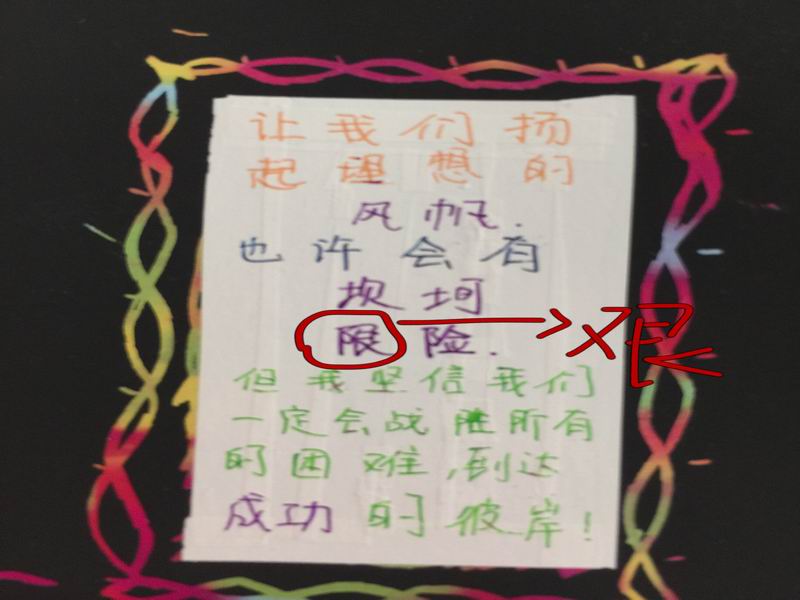 让我们扬
起理想的
风帆.
也许会有
坎坷
限险.
艰
但我坚信我们
一定会战胜所有
的困难,到达
成功的彼岸!